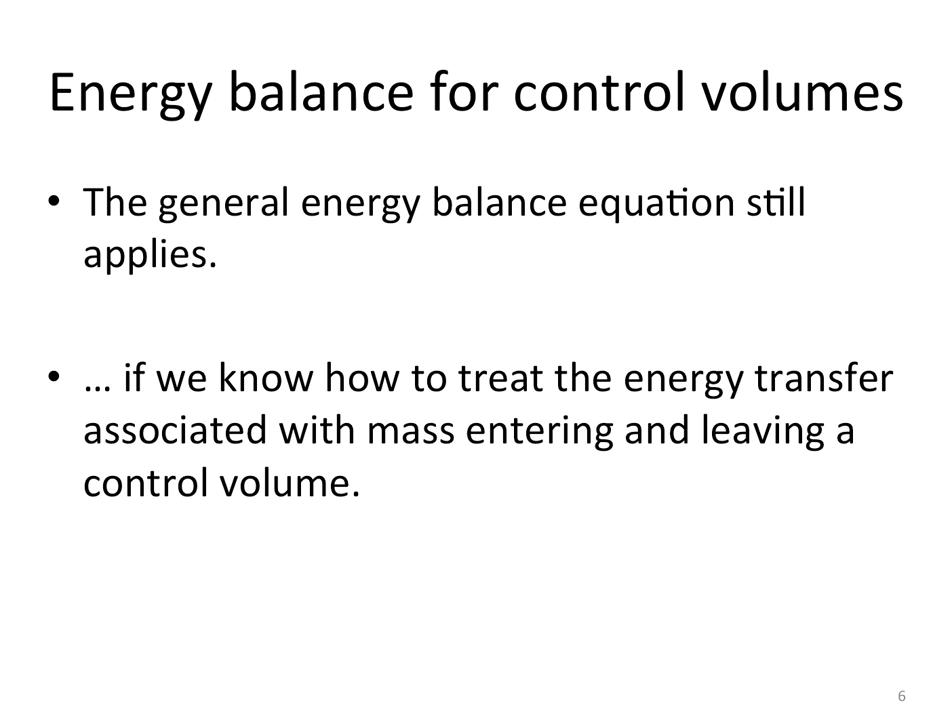 Energy balance for control volumes
• The general energy balance equation still
applies.
• … if we know how to treat the energy transfer
associated with mass entering and leaving a
control volume.
6